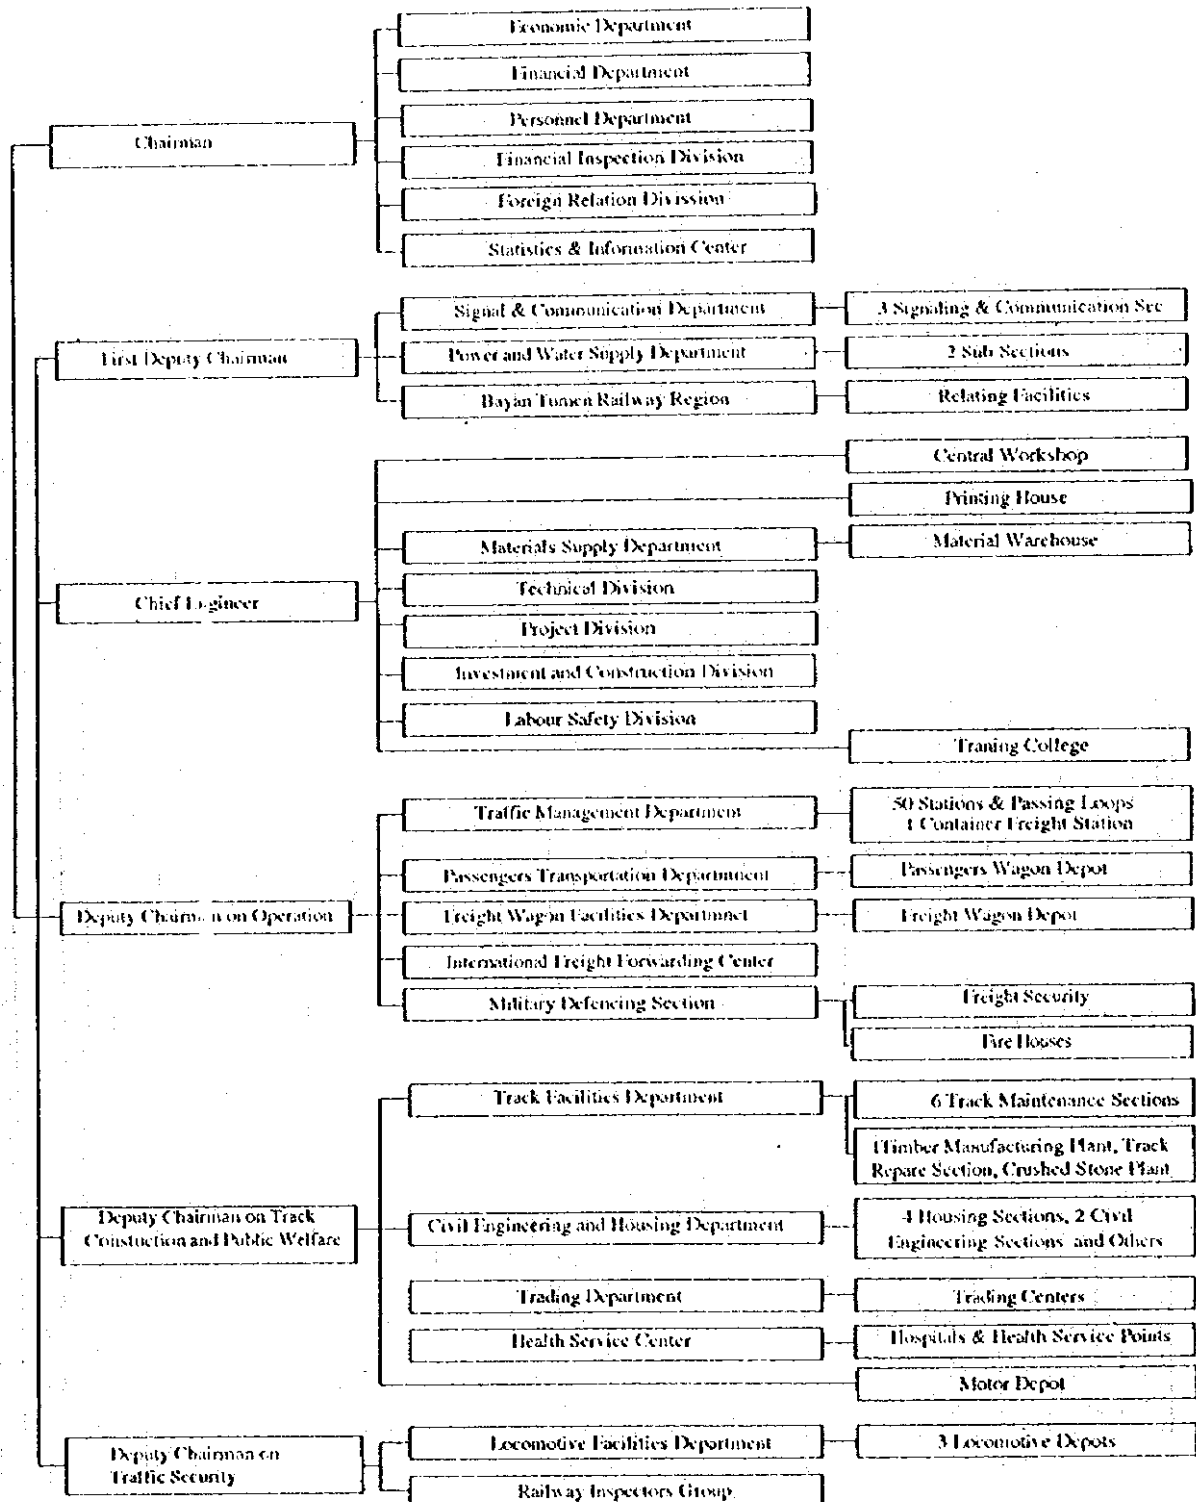 Economic Department
Financial Department
Personnel Department
Chairman
Financial Inspection Division
Foreign Relation Divission
Statistics & Information Center
Signal & Communication Department
3 Signaling & Communication Sec
First Deputy Chairman
Power and Water Supply Department
2 Sub Sections
Bayan Tumen Railway Region
Relating Facilities
Central Workshop
Printing House
Materials Supply Department
Material Warehouse
Technical Division
Chief Engineer
Project Division
Investment and Construction Division
Labour Safety Division
Traning College
Traffic Management Department
50 Stations & Passing Loops
1 Container Freight Station
Passengers Transportation Department
Passengers Wagon Depot
Deputy Chairman on Operation
Freight Wagon Facilities Departmnet
Freight Wagon Depot
International Freight Forwarding Center
Military Defencing Section
Freight Security
Fire Houses
Track Facilities Department
6 Track Maintenance Sections
1Timber Manufacturing Plant, Track
Repare Section, Crushed Stone Plant
Deputy Chairman on Track
Constuction and Public Welfare
Civil Engineering and Housing Department
4 Housing Sections, 2 Civil
Engineering Sections and Others
Trading Department
Trading Centers
Health Service Center
Hospitals & Health Service Points
Motor Depot
Deputy Chairman on
Traffic Security
Locomotive Facilities Department
3 Locomotive Depots
Railway Inspectors Group